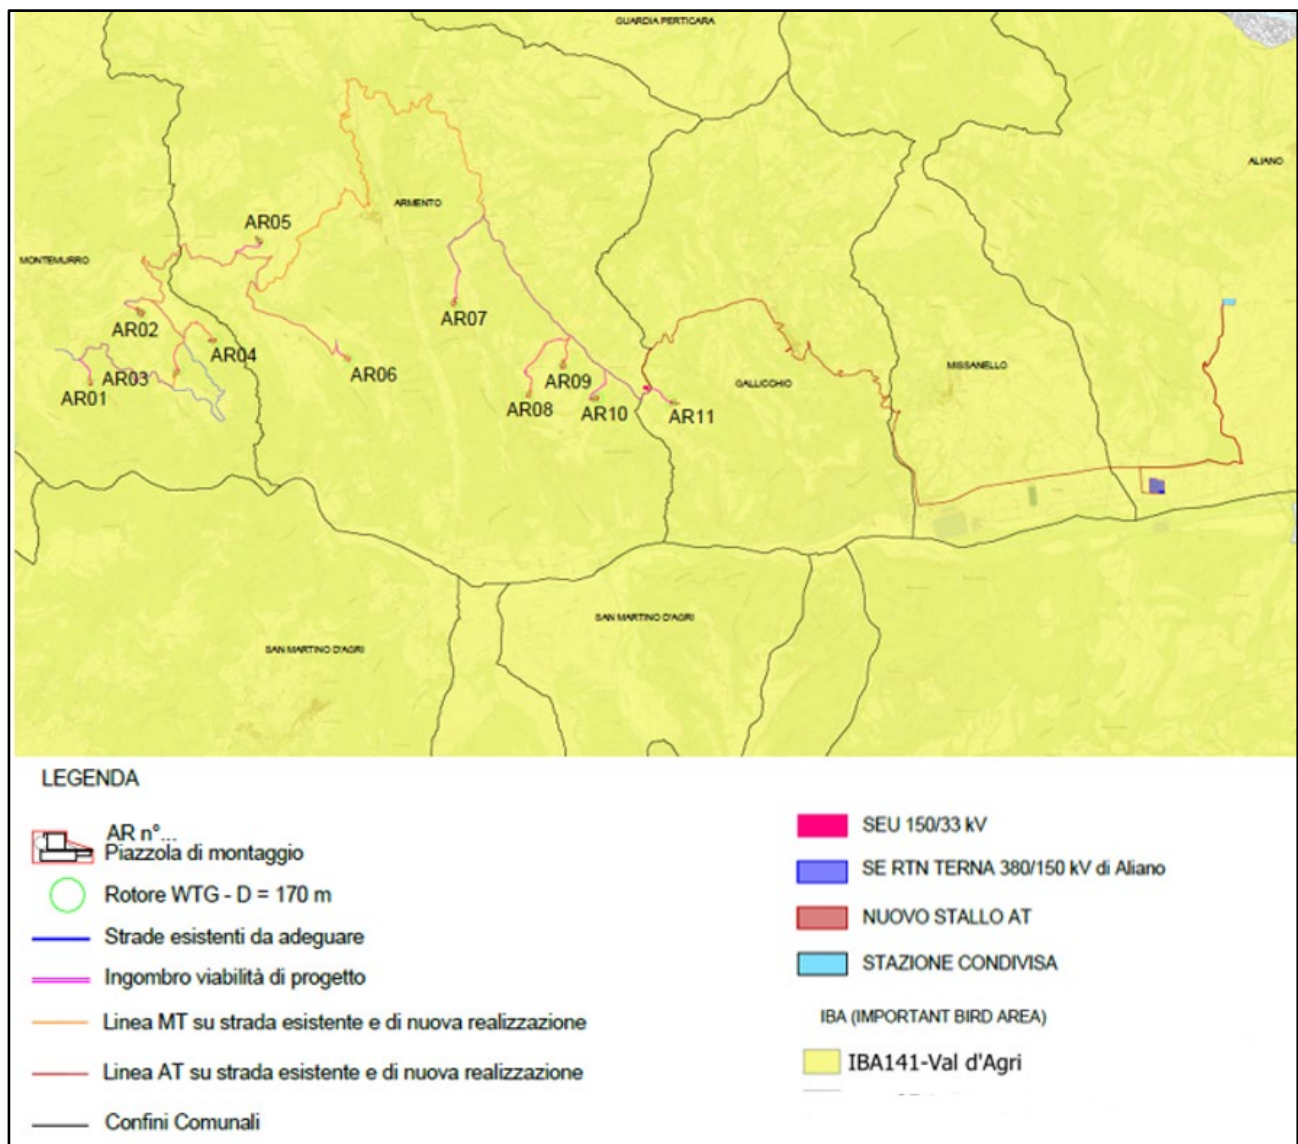 GUARDIA PERTICARA
ALIANO
ARMENTO
AR05
MONTEMURRO
AR07
AR02
AR04
AR03
AR01
AR06
AR09
AR08
AR10
AR11
GALLICCHIO
MISSANELLO
SAN MARTINO D'AGRI
SAN MARTINO D'AGRI
LEGENDA
AR n°...
Piazzola di montaggio
Rotore WTG - D = 170 m
Strade esistenti da adeguare
Ingombro viabilità di progetto
Linea MT su strada esistente e di nuova realizzazione
Linea AT su strada esistente e di nuova realizzazione
Confini Comunali
SEU 150/33 kV
SE RTN TERNA 380/150 kV di Aliano
NUOVO STALLO AT
STAZIONE CONDIVISA
IBA (IMPORTANT BIRD AREA)
IBA141-Val d'Agri